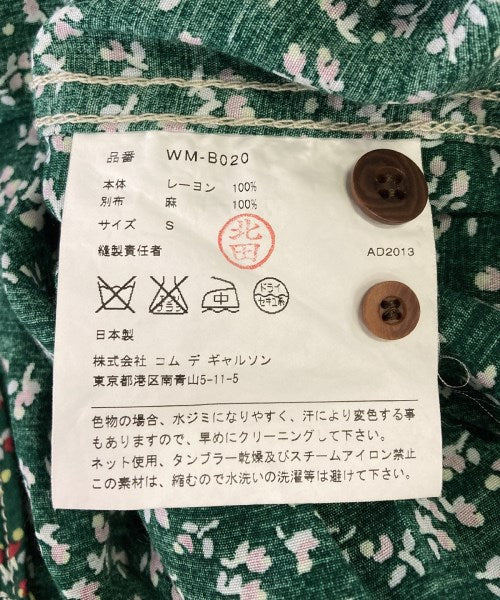 品番 WM-B020
本体 レーヨン 100%
別布 麻 100%
サイズ S
縫製責任者 北田 AD2013
中 ドライ セキユ系
日本製
株式会社 コム デ ギャルソン
東京都港区南青山5-11-5
色物の場合、水ジミになりやすく、汗により変色する事
もありますので、早めにクリーニングして下さい。
ネット使用、タンブラー乾燥及びスチームアイロン禁止
この素材は、縮むので水洗いの洗濯等は避けて下さい。